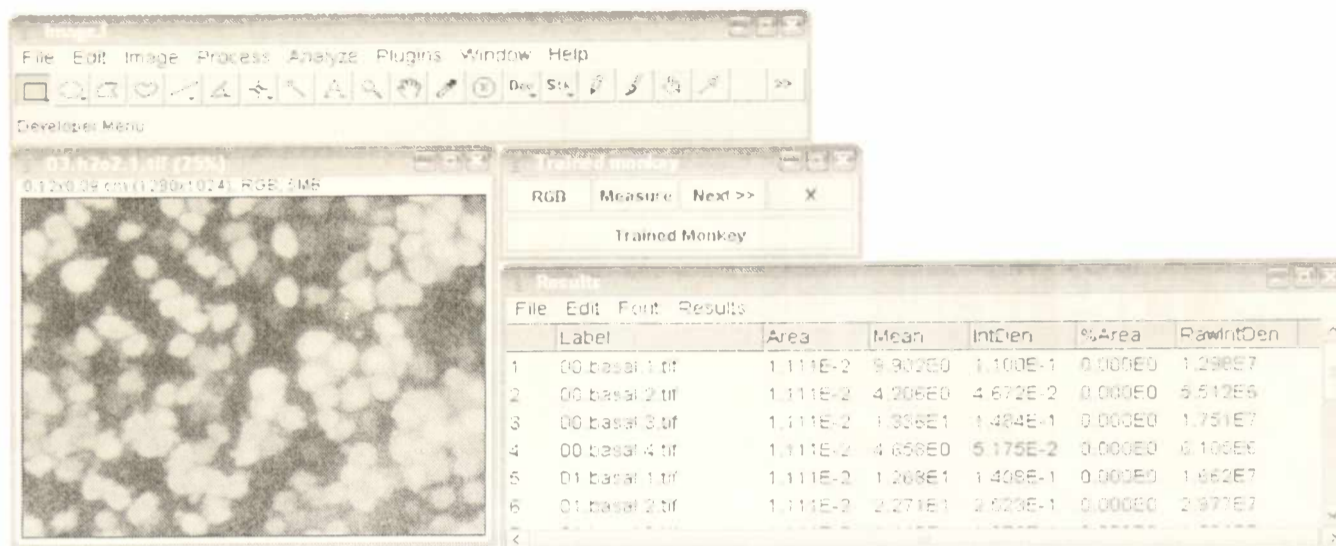 ImageJ
File Edit Image Process Analyze Plugins Window Help
Dev Stk >>
Developer Menu
03.h2o2.1.tif (25%)
0.12x0.09 cm (1280x1024); RGB; 5MB
Trained monkey
RGB Measure Next >> X
Trained Monkey
Results
File Edit Font Results
Label Area Mean IntDen %Area RawIntDen
1 00.basal.1.tif 1.111E-2 9.902E0 1.100E-1 0.000E0 1.298E7
2 00.basal.2.tif 1.111E-2 4.206E0 4.672E-2 0.000E0 5.512E6
3 00.basal.3.tif 1.111E-2 1.336E1 1.484E-1 0.000E0 1.751E7
4 00.basal.4.tif 1.111E-2 4.658E0 5.175E-2 0.000E0 6.105E6
5 01.basal.1.tif 1.111E-2 1.268E1 1.408E-1 0.000E0 1.662E7
6 01.basal.2.tif 1.111E-2 2.271E1 2.523E-1 0.000E0 2.977E7